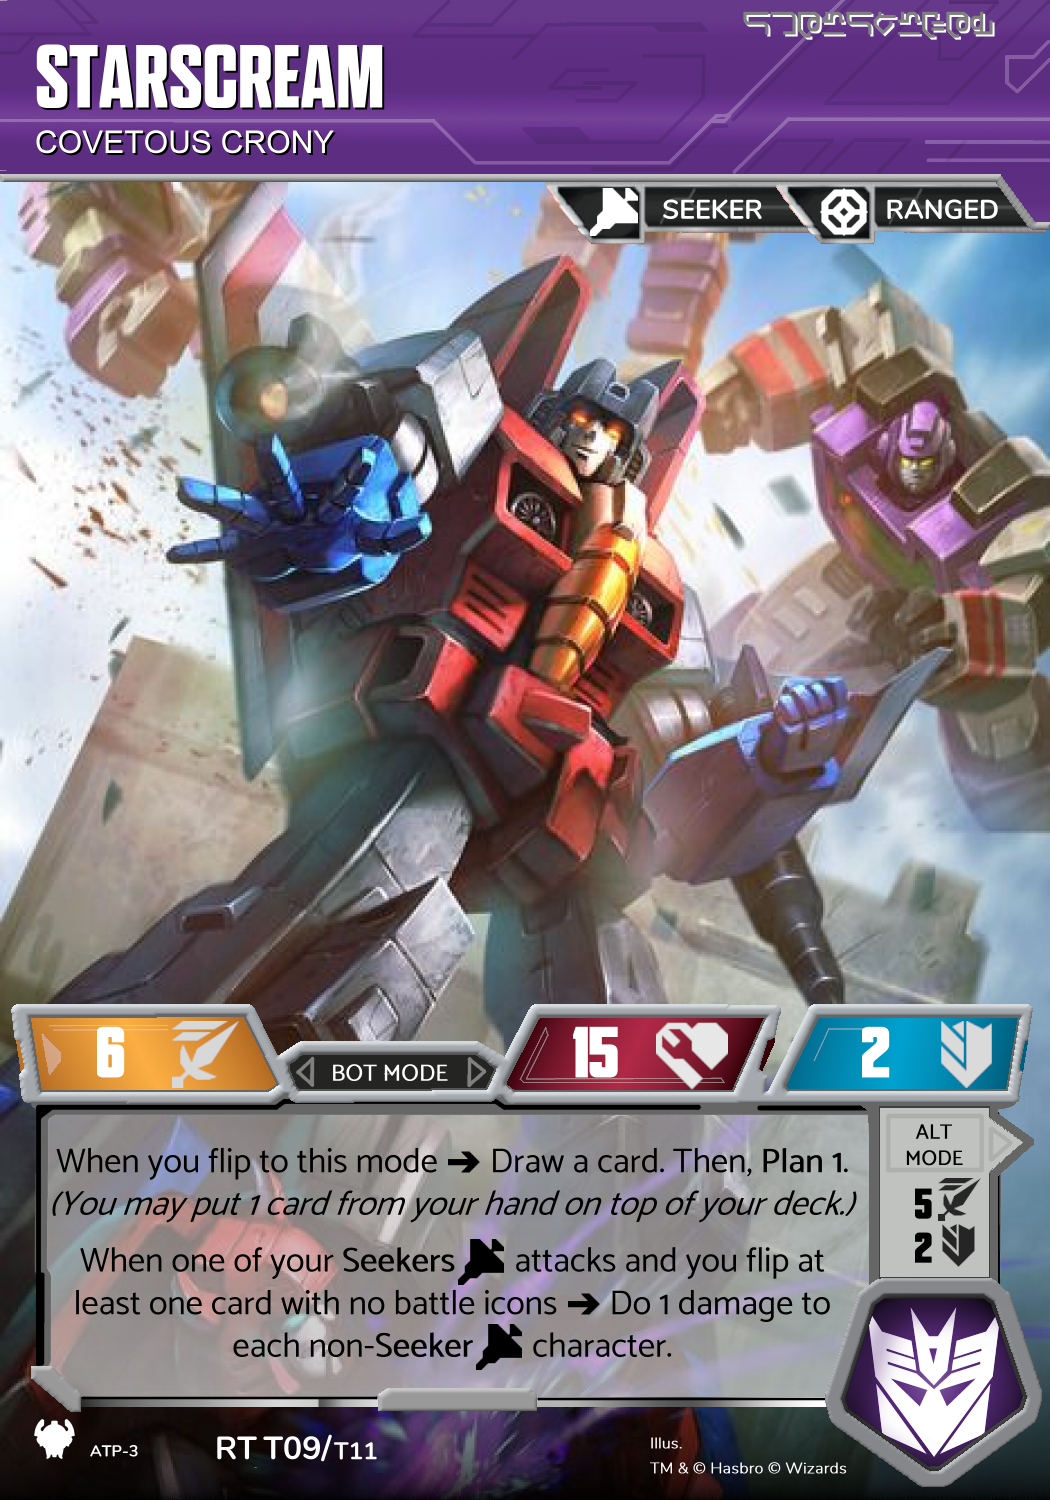 STARSCREAM
COVETOUS CRONY
SEEKER
RANGED
6
BOT MODE
15
2
When you flip to this mode ➔ Draw a card. Then, Plan 1.
(You may put 1 card from your hand on top of your deck.)
When one of your Seekers attacks and you flip at
least one card with no battle icons ➔ Do 1 damage to
each non-Seeker character.
ALT
MODE
5
2
ATP-3
RT T09/T11
Illus.
TM & © Hasbro © Wizards